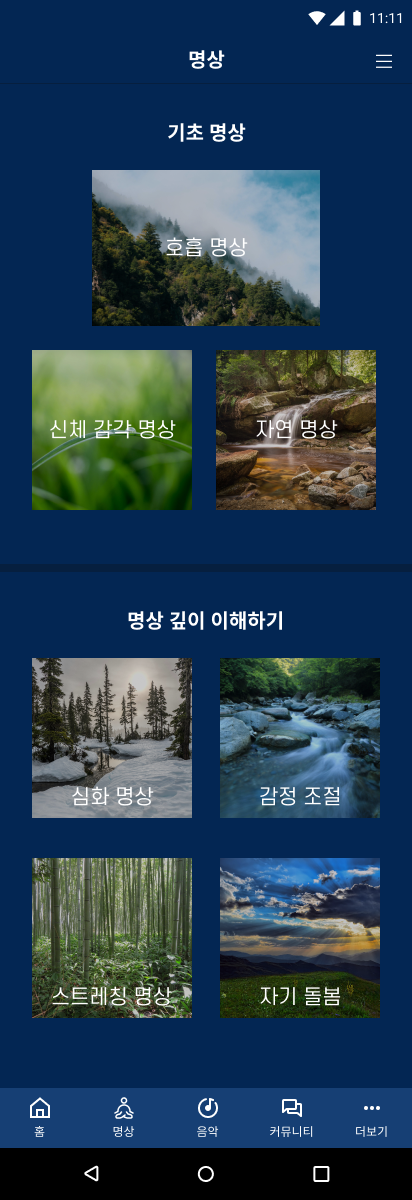 11:11
명상
기초 명상
호흡 명상
신체 감각 명상
자연 명상
명상 깊이 이해하기
심화 명상
감정 조절
스트레칭 명상
자기 돌봄
홈
명상
음악
커뮤니티
더보기